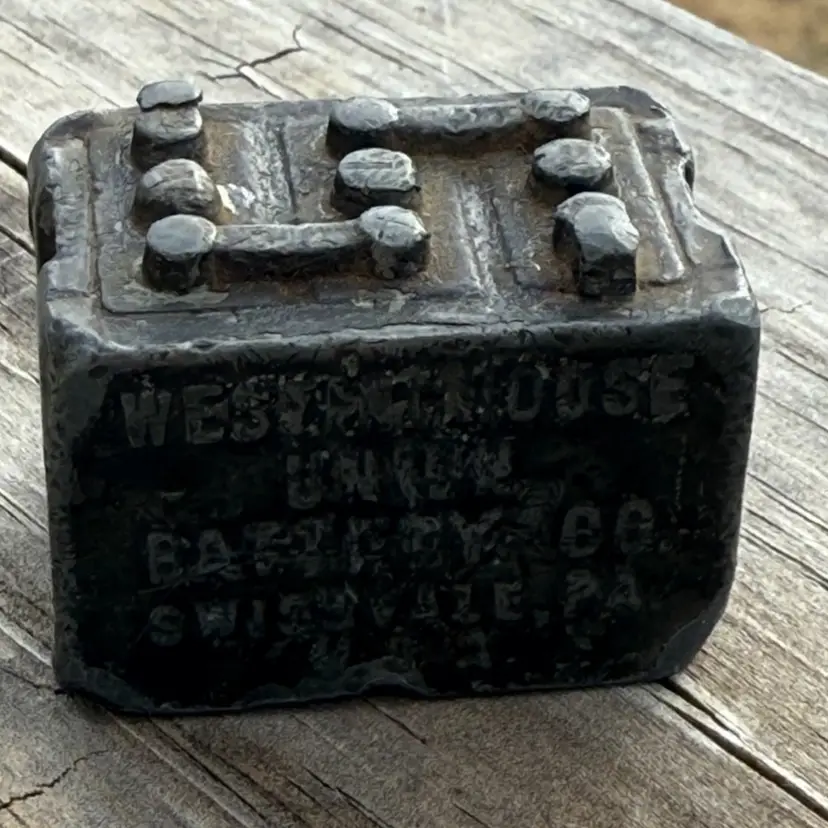 WESTINGHOUSE
UNION
BATTERY CO.
SWISSVALE, PA.